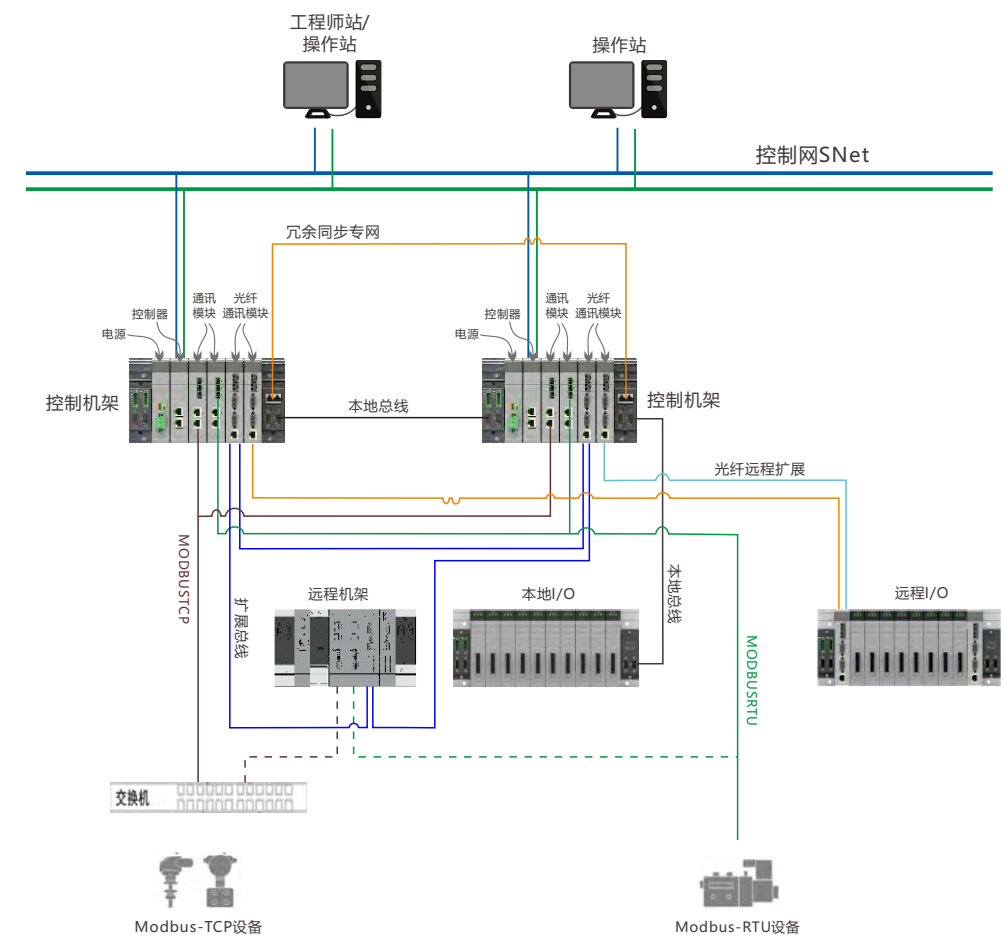 工程师站/
操作站
操作站
控制网SNet
冗余同步专网
通讯
模块
光纤
通讯模块
控制器
电源
通讯
模块
光纤
通讯模块
控制器
电源
控制机架
本地总线
控制机架
光纤远程扩展
MODBUSTCP
扩展总线
远程机架
本地I/O
本地总线
远程I/O
MODBUSRTU
交换机
Modbus-TCP设备
Modbus-RTU设备